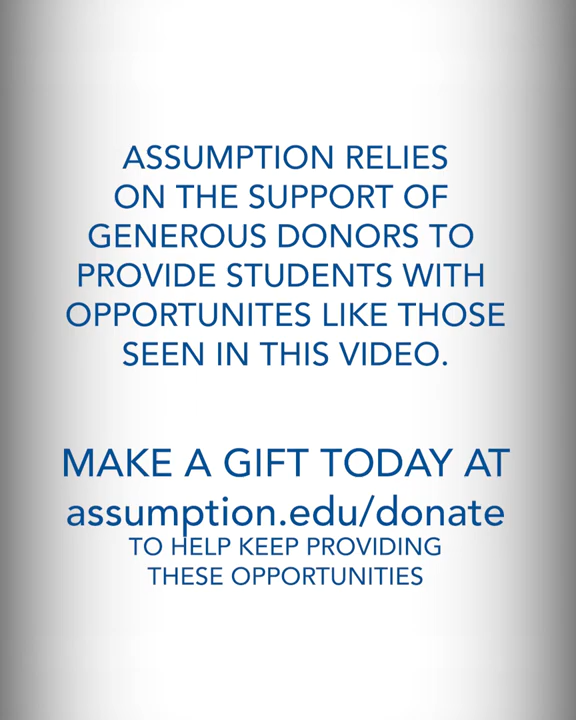 ASSUMPTION RELIES
ON THE SUPPORT OF
GENEROUS DONORS TO
PROVIDE STUDENTS WITH
OPPORTUNITES LIKE THOSE
SEEN IN THIS VIDEO.
MAKE A GIFT TODAY AT
assumption.edu/donate
TO HELP KEEP PROVIDING
THESE OPPORTUNITIES